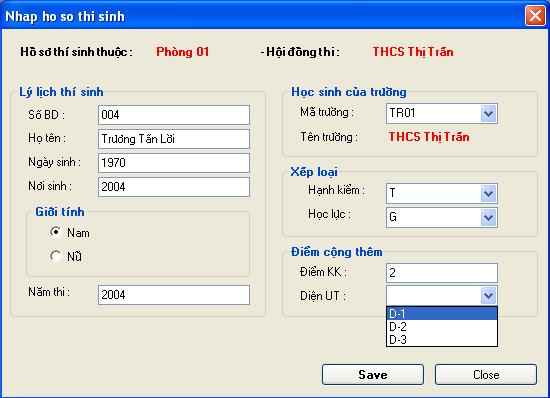 Nhap ho so thi sinh
Hồ sơ thí sinh thuộc : Phòng 01 - Hội đồng thi : THCS Thị Trấn
Lý lịch thí sinh
Số BD : 004
Họ tên : Trương Tấn Lời
Ngày sinh : 1970
Nơi sinh : 2004
Giới tính
Nam
Nữ
Năm thi : 2004
Học sinh của trường
Mã trường : TR01
Tên trường : THCS Thị Trấn
Xếp loại
Hạnh kiểm : T
Học lực : G
Điểm cộng thêm
Điểm KK : 2
Diện UT :
D-1
D-2
D-3
Save Close